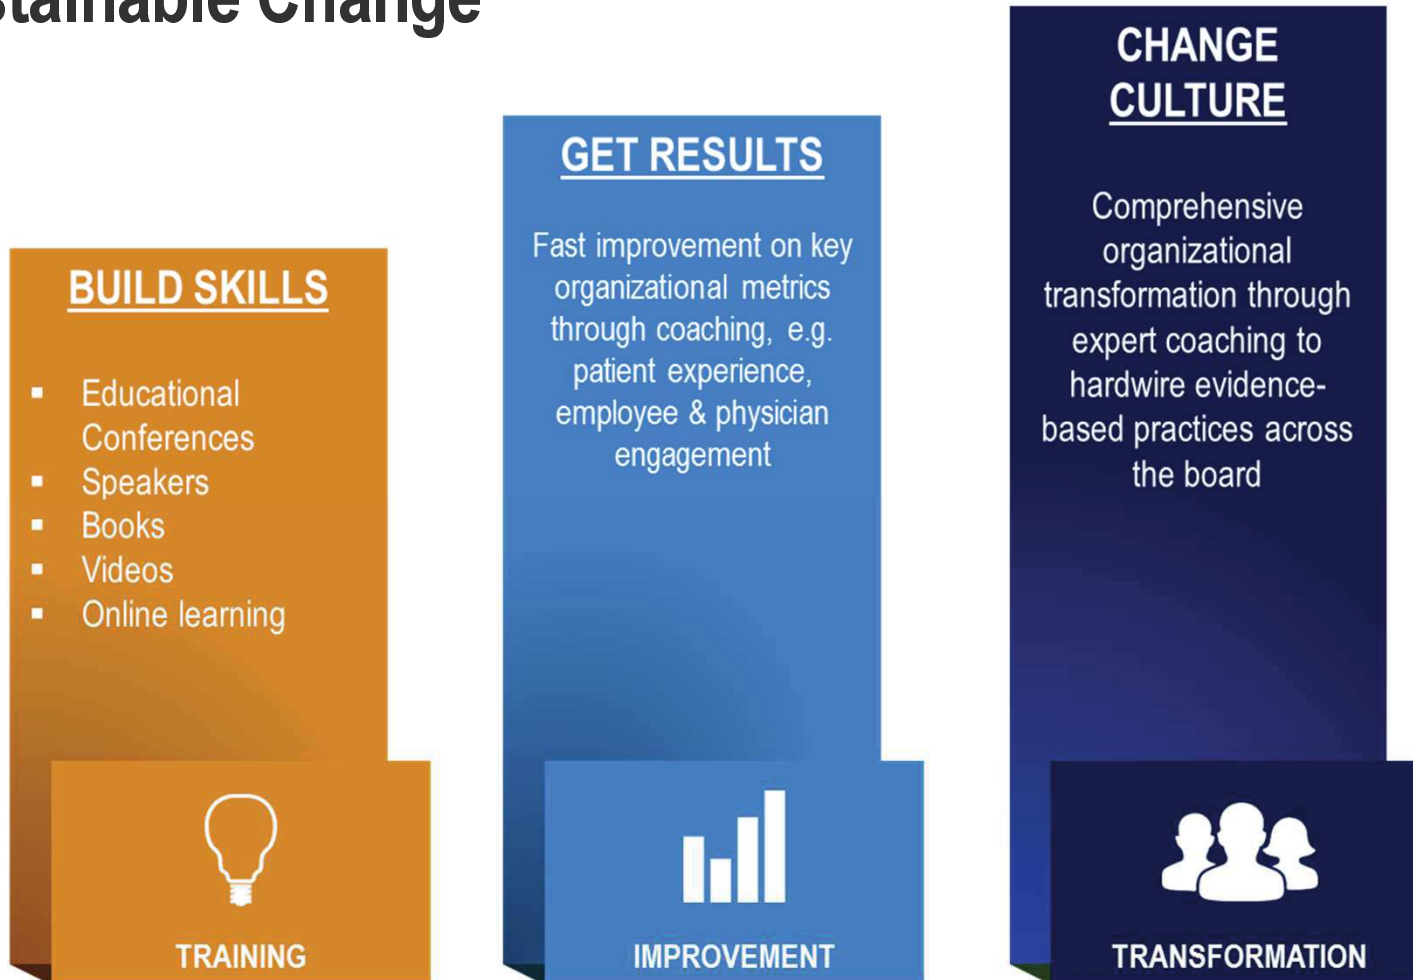 stainable Change
BUILD SKILLS
▪ Educational
Conferences
▪ Speakers
▪ Books
▪ Videos
▪ Online learning
TRAINING
GET RESULTS
Fast improvement on key
organizational metrics
through coaching, e.g.
patient experience,
employee & physician
engagement
IMPROVEMENT
CHANGE
CULTURE
Comprehensive
organizational
transformation through
expert coaching to
hardwire evidence-
based practices across
the board
TRANSFORMATION